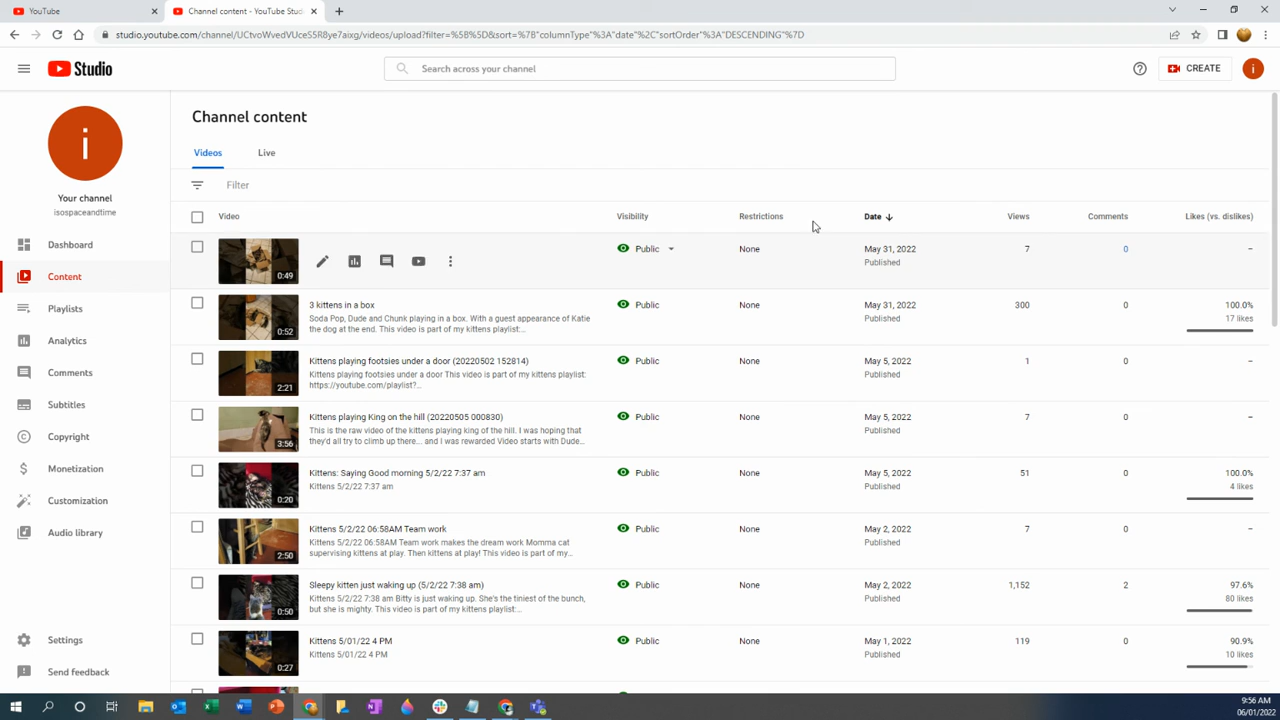 YouTube
Channel content - YouTube Stud
studio.youtube.com/channel/UCtvoWvedVUceS5R8ye7aixg/videos/upload?filter=%5B%5D&sort=%7B"columnType"%3A"date"%2C"sortOrder"%3A"DESCENDING"%7D
Studio
Search across your channel
CREATE
i
i
Your channel
isospaceandtime
Dashboard
Content
Playlists
Analytics
Comments
Subtitles
Copyright
Monetization
Customization
Audio library
Settings
Send feedback
Channel content
Videos Live
Filter
Video Visibility Restrictions Date Views Comments Likes (vs. dislikes)
0:49 Public None May 31, 2022 7 0 –
Published
3 kittens in a box Public None May 31, 2022 300 0 100.0%
Soda Pop, Dude and Chunk playing in a box. With a guest appearance of Katie Published 17 likes
the dog at the end. This video is part of my kittens playlist:...
0:52
Kittens playing footsies under a door (20220502 152814) Public None May 5, 2022 1 0 –
Kittens playing footsies under a door This video is part of my kittens playlist: Published
https://youtube.com/playlist?...
2:21
Kittens playing King on the hill (20220505 000830) Public None May 5, 2022 7 0 –
This is the raw video of the kittens playing king of the hill. I was hoping that Published
they'd all try to climb up there... and I was rewarded Video starts with Dude...
3:56
Kittens: Saying Good morning 5/2/22 7:37 am Public None May 5, 2022 51 0 100.0%
Kittens 5/2/22 7:37 am Published 4 likes
0:20
Kittens 5/2/22 06:58AM Team work Public None May 2, 2022 7 0 –
Kittens 5/2/22 06:58AM Team work makes the dream work Momma cat Published
supervising kittens at play. Then kittens at play! This video is part of my...
2:50
Sleepy kitten just waking up (5/2/22 7:38 am) Public None May 2, 2022 1,152 2 97.6%
Kittens 5/2/22 7:38 am Bitty is just waking up. She's the tiniest of the bunch, Published 80 likes
but she is mighty. This video is part of my kittens playlist:...
0:50
Kittens 5/01/22 4 PM Public None May 1, 2022 119 0 90.9%
Kittens 5/01/22 4 PM Published 10 likes
0:27
9:56 AM
06/01/2022